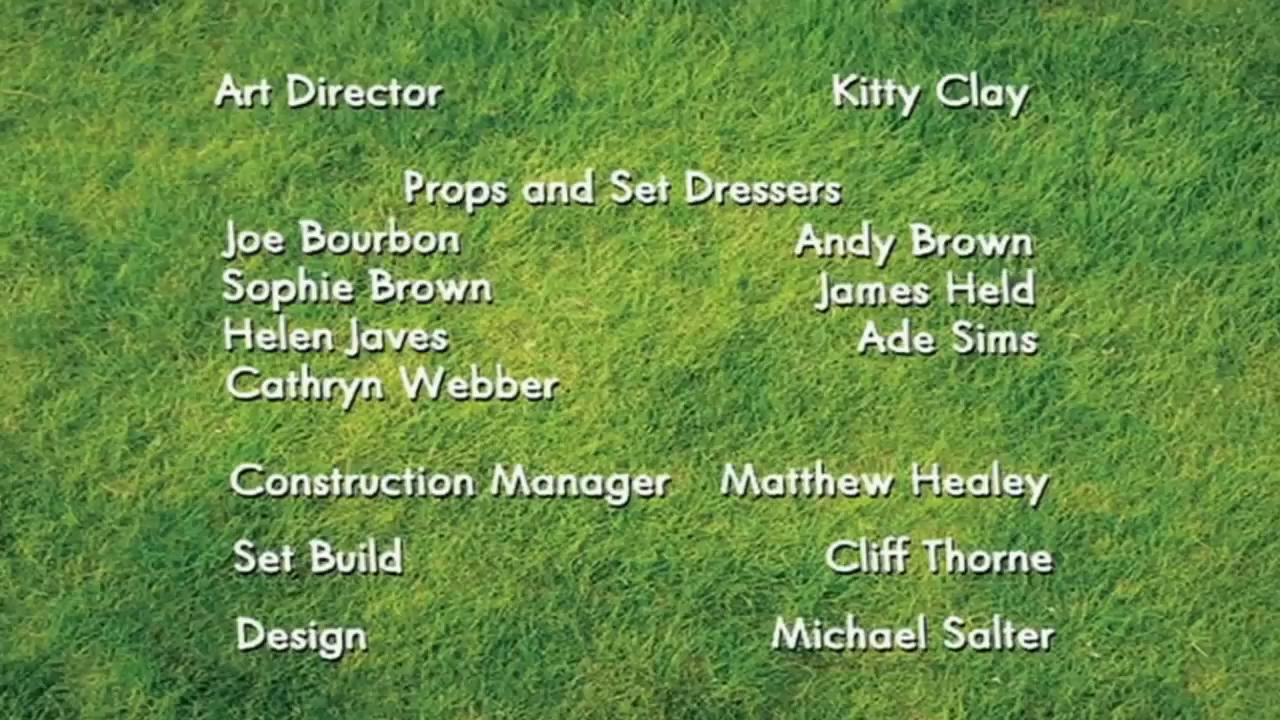 Art Director Kitty Clay
Props and Set Dressers
Joe Bourbon Andy Brown
Sophie Brown James Held
Helen Javes Ade Sims
Cathryn Webber
Construction Manager Matthew Healey
Set Build Cliff Thorne
Design Michael Salter